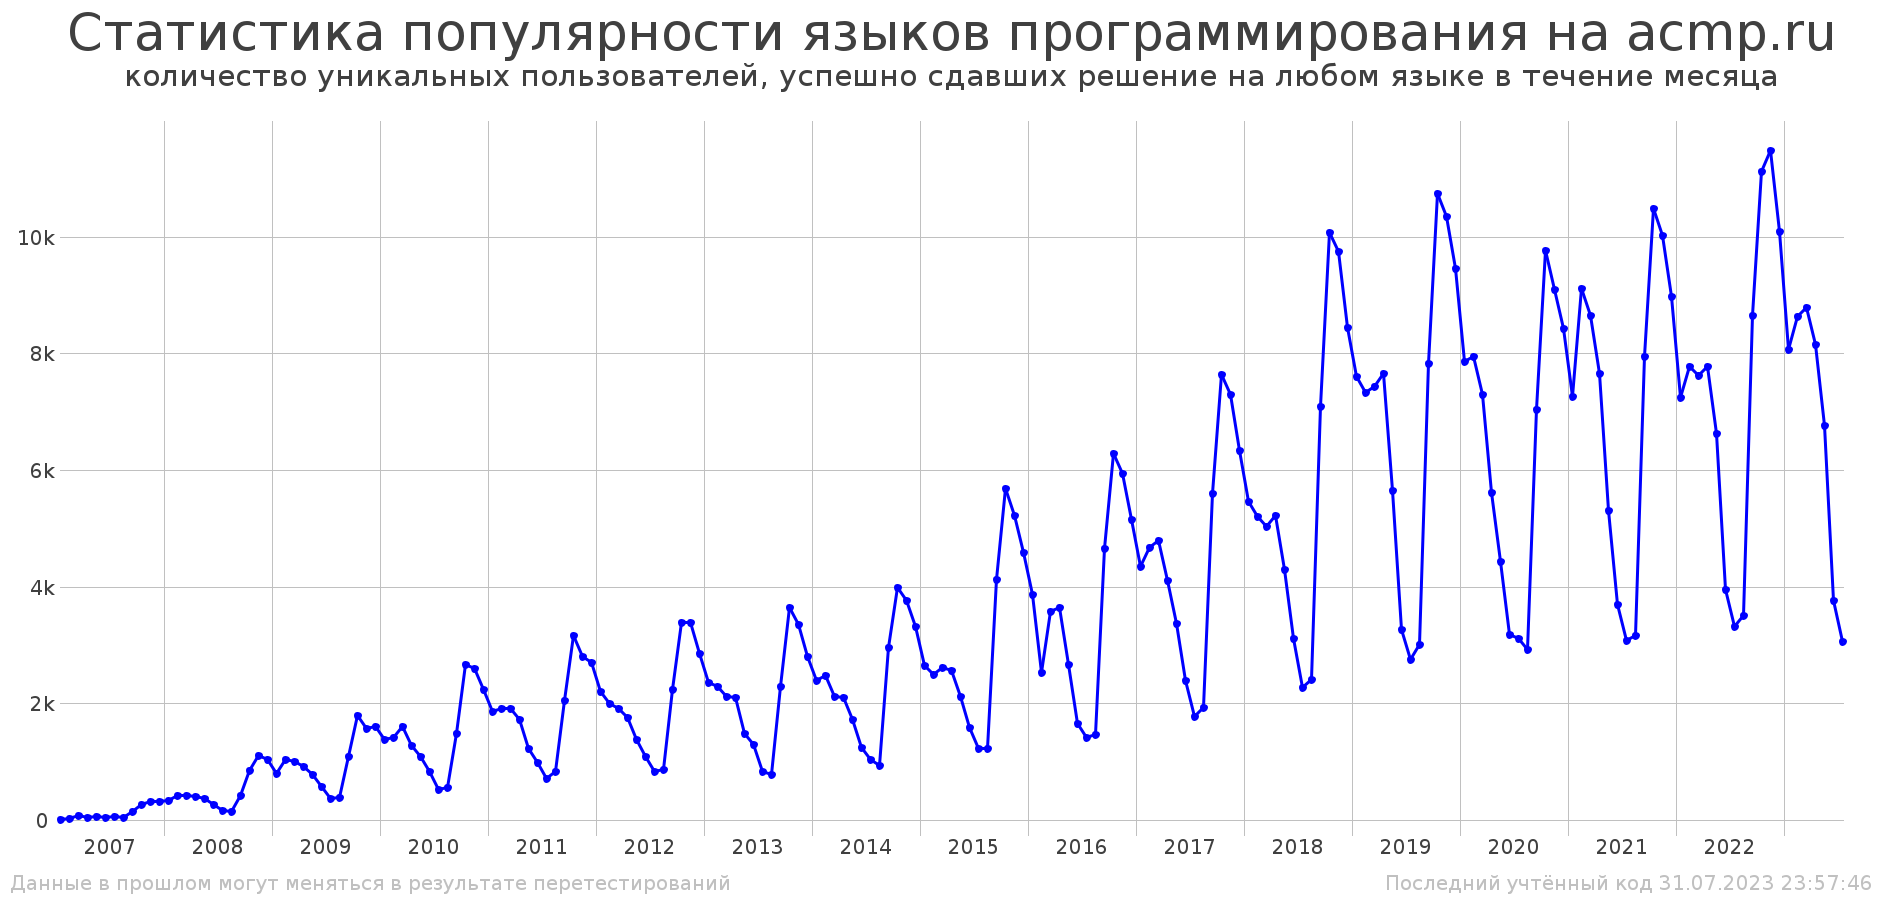 Статистика популярности языков программирования на acmp.ru
количество уникальных пользователей, успешно сдавших решение на любом языке в течение месяца
10k
8k
6k
4k
2k
0
2007 2008 2009 2010 2011 2012 2013 2014 2015 2016 2017 2018 2019 2020 2021 2022
Данные в прошлом могут меняться в результате перетестирований
Последний учтённый код 31.07.2023 23:57:46